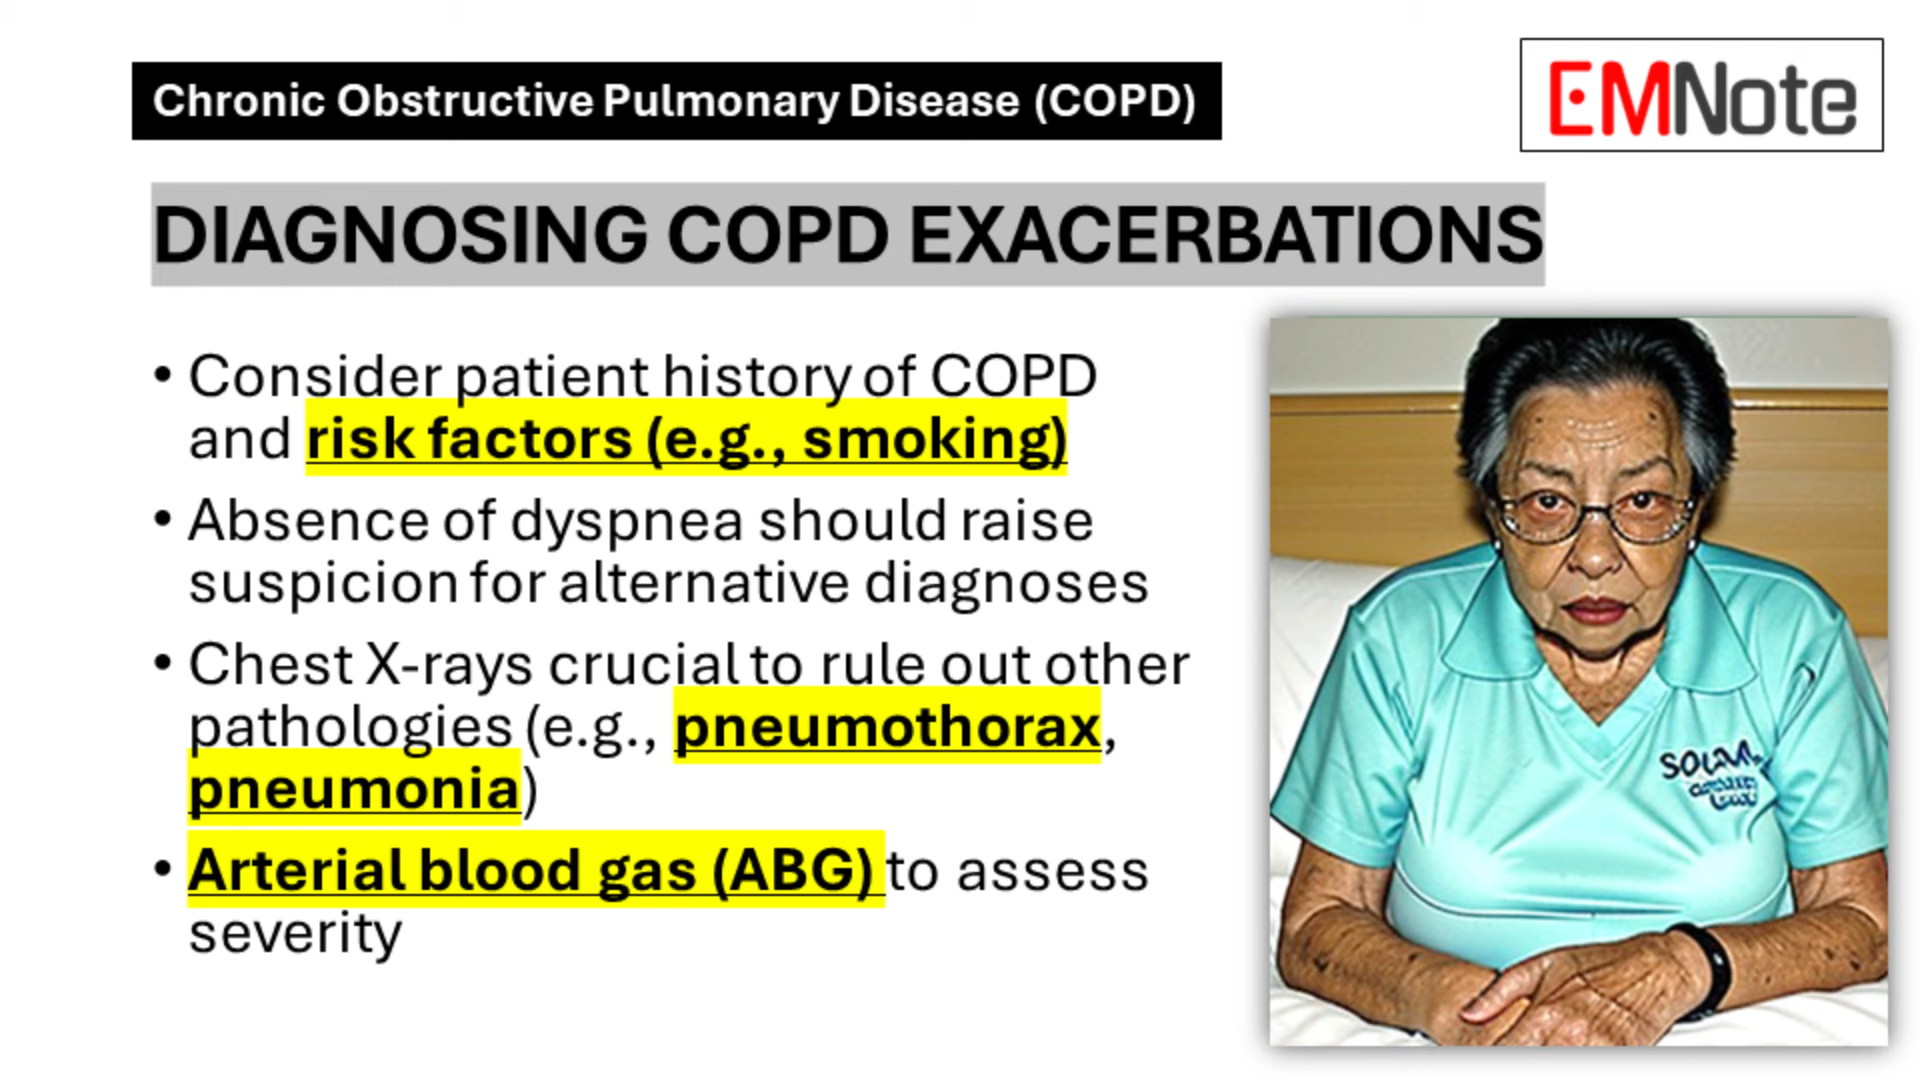 Chronic Obstructive Pulmonary Disease (COPD)
EMNote
DIAGNOSING COPD EXACERBATIONS
• Consider patient history of COPD
and risk factors (e.g., smoking)
• Absence of dyspnea should raise
suspicion for alternative diagnoses
• Chest X-rays crucial to rule out other
pathologies (e.g., pneumothorax,
pneumonia)
• Arterial blood gas (ABG) to assess
severity